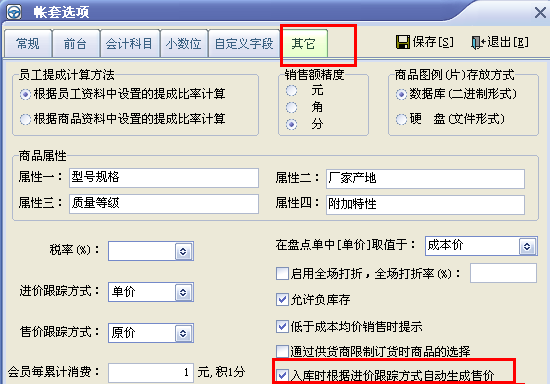 帐套选项
常规 前台 会计科目 小数位 自定义字段 其它 保存[S] 退出[E]
员工提成计算方法 销售额精度 商品图例(片)存放方式
根据员工资料中设置的提成比率计算 元 数据库(二进制形式)
根据商品资料中设置的提成比率计算 角 硬 盘(文件形式)
分
商品属性
属性一： 型号规格 属性二： 厂家产地
属性三： 质量等级 属性四： 附加特性
税率(%)： 在盘点单中[单价]取值于： 成本价
启用全场打折，全场打折率(%)：
进价跟踪方式： 单价 允许负库存
售价跟踪方式： 原价 低于成本均价销售时提示
通过供货商限制订货时商品的选择
会员每累计消费： 1 元,积1分 入库时根据进价跟踪方式自动生成售价